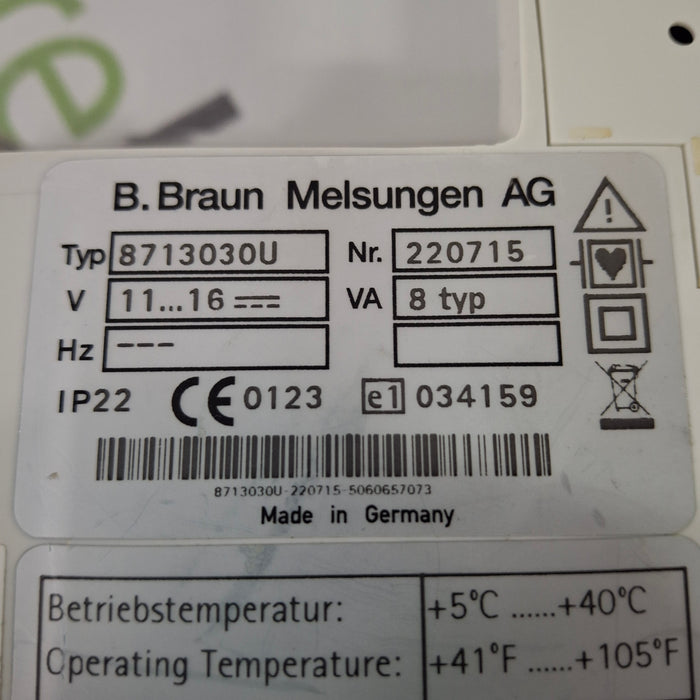 B. Braun Melsungen AG
Typ 8713030U Nr. 220715
V 11...16 VA 8 typ
Hz ---
IP22 CE 0123 e1 034159
8713030U-220715-5060657073
Made in Germany
Betriebstemperatur: +5°C ......+40°C
Operating Temperature: +41°F ......+105°F